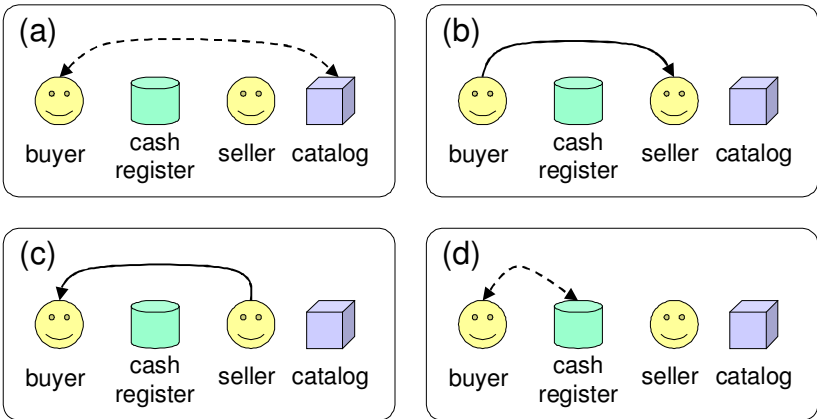 (a)
buyer
cash
register
seller
catalog
(b)
buyer
cash
register
seller
catalog
(c)
buyer
cash
register
seller
catalog
(d)
buyer
cash
register
seller
catalog